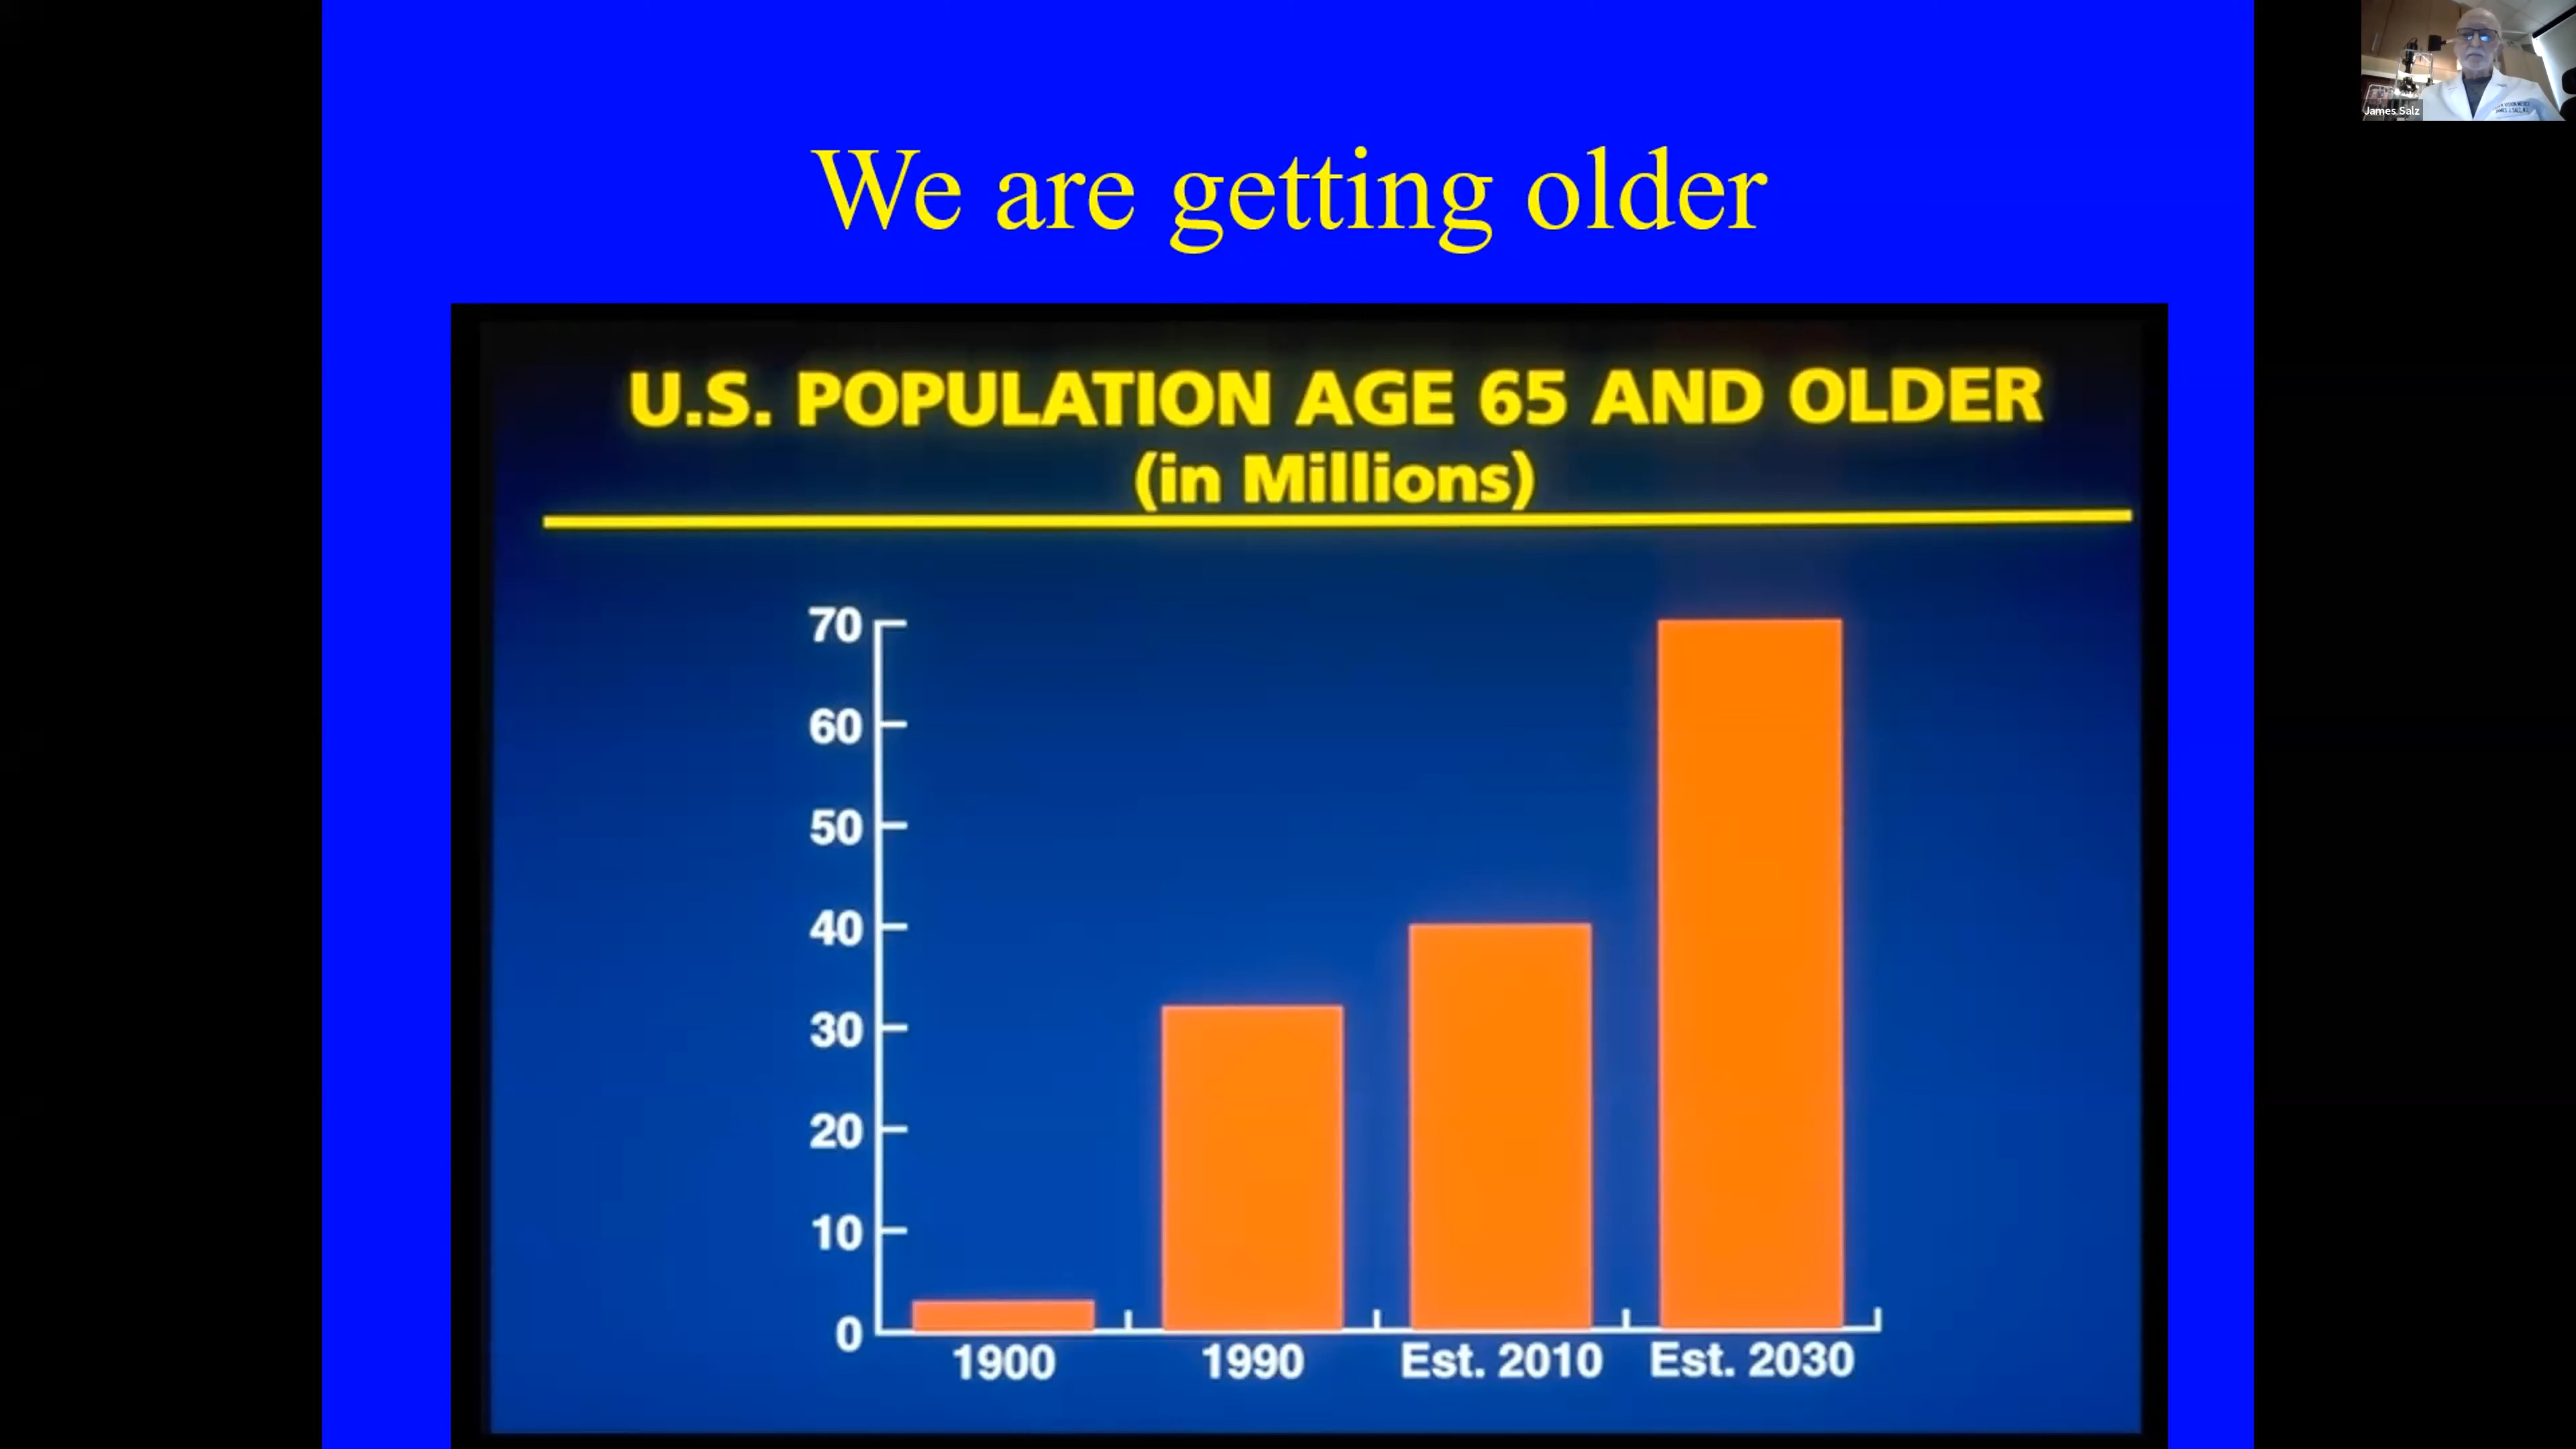 We are getting older
James Salz
U.S. POPULATION AGE 65 AND OLDER
(in Millions)
70
60
50
40
30
20
10
0
1900 1990 Est. 2010 Est. 2030